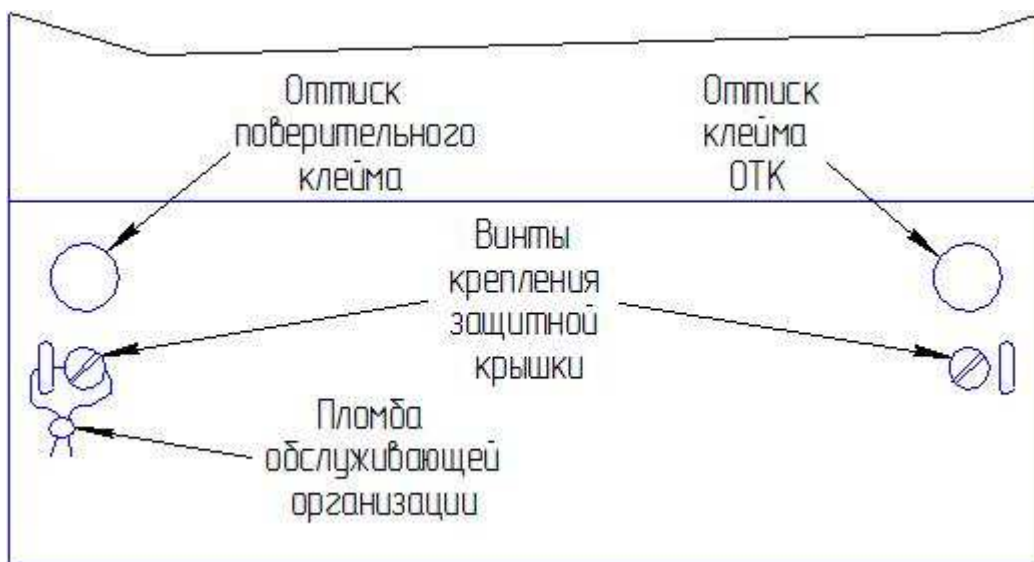 Оттиск
поверительного
клейма
Оттиск
клейма
ОТК
Винты
крепления
защитной
крышки
Пломба
обслуживающей
организации